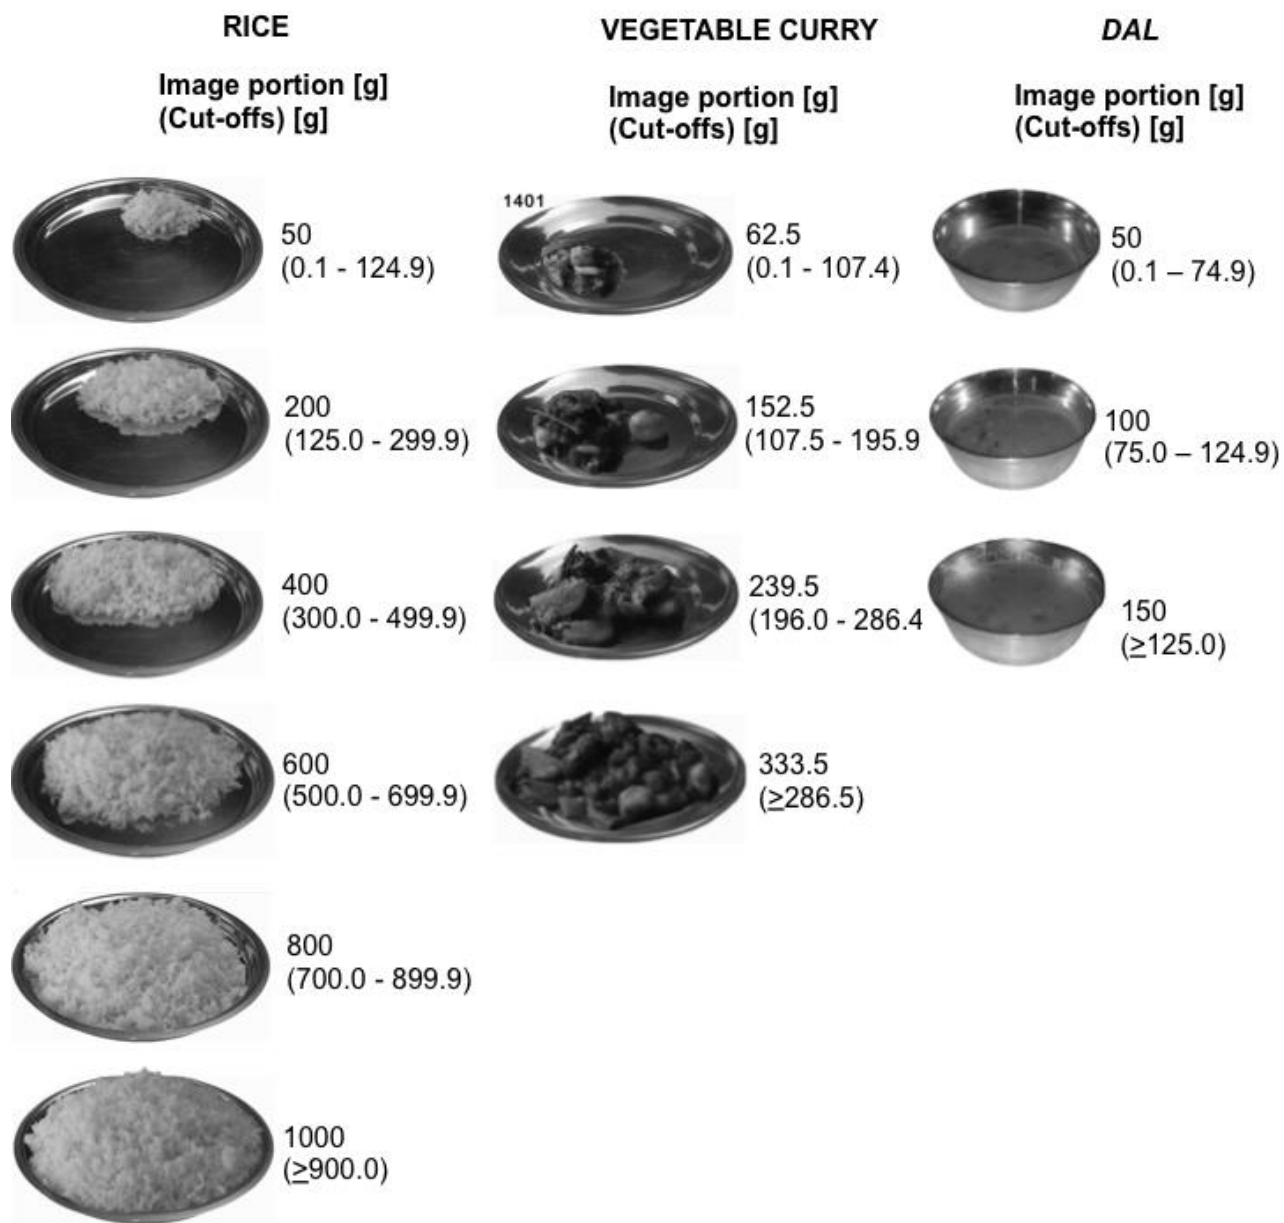 RICE
Image portion [g]
(Cut-offs) [g]
50
(0.1 - 124.9)
200
(125.0 - 299.9)
400
(300.0 - 499.9)
600
(500.0 - 699.9)
800
(700.0 - 899.9)
1000
(≥900.0)
VEGETABLE CURRY
Image portion [g]
(Cut-offs) [g]
1401
62.5
(0.1 - 107.4)
152.5
(107.5 - 195.9
239.5
(196.0 - 286.4
333.5
(≥286.5)
DAL
Image portion [g]
(Cut-offs) [g]
50
(0.1 – 74.9)
100
(75.0 – 124.9)
150
(≥125.0)